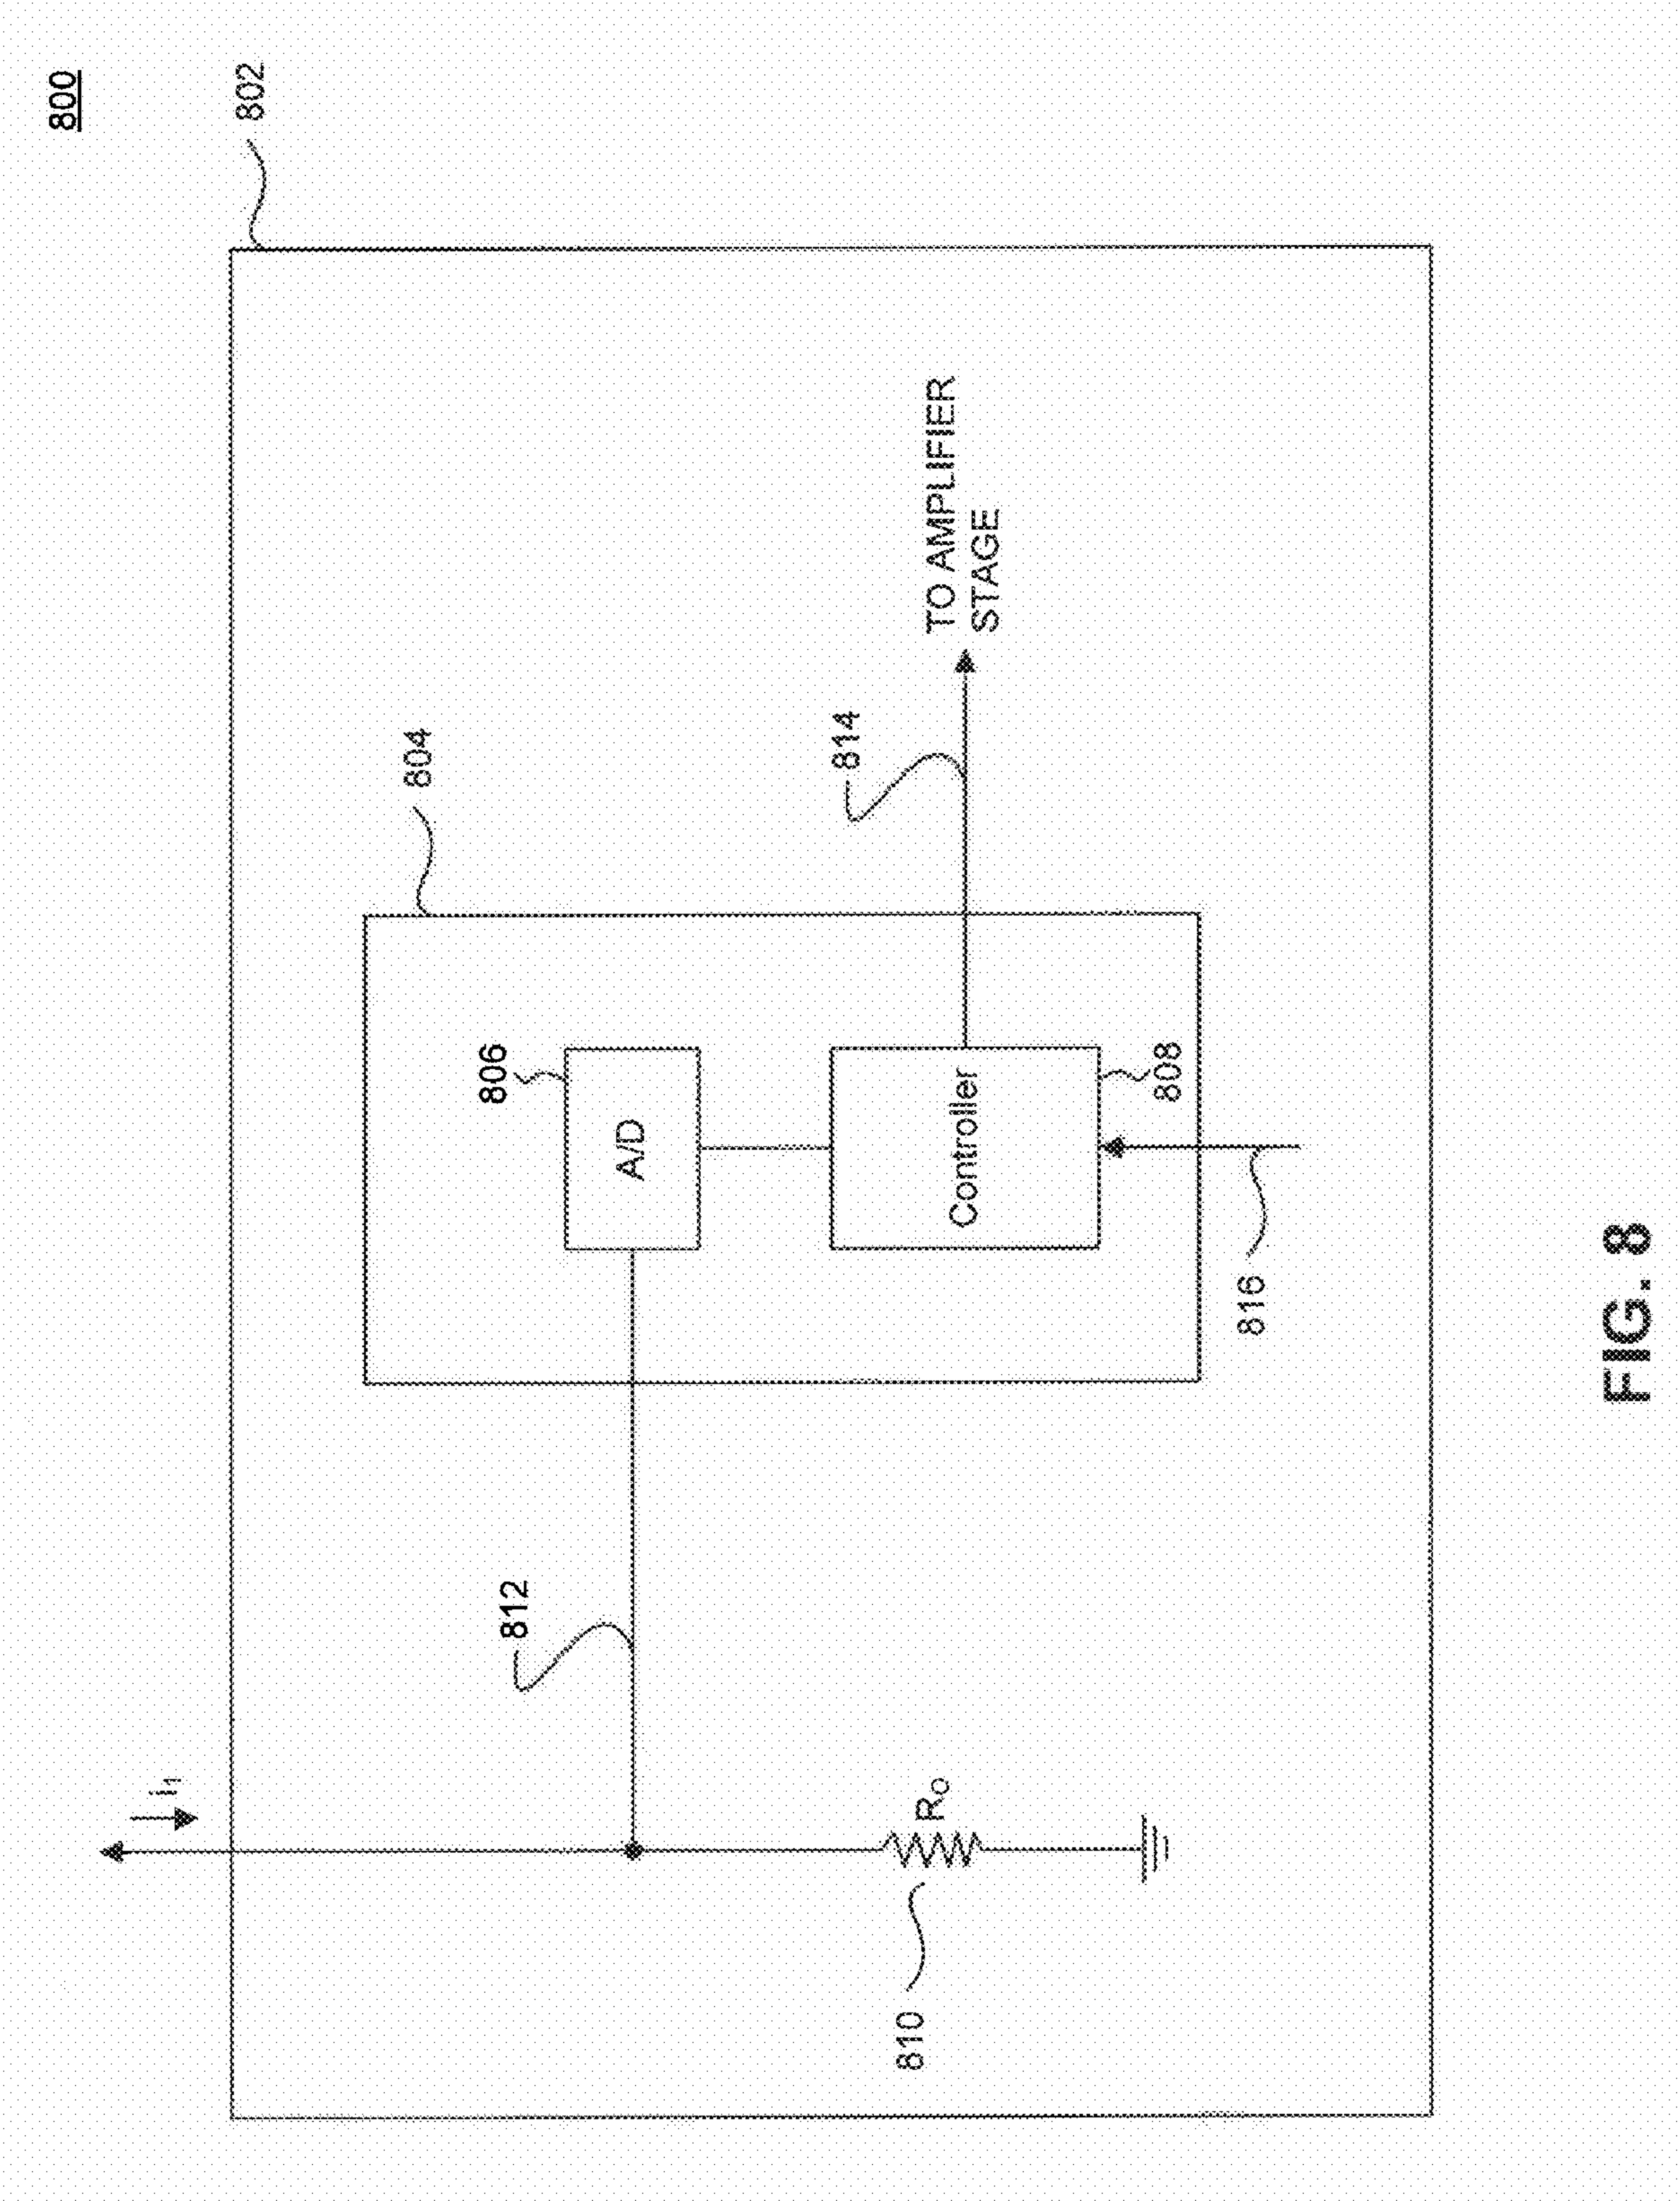 800
802
i1
804
812
806
A/D
814
TO AMPLIFIER
STAGE
810
RO
Controller
808
816
FIG. 8